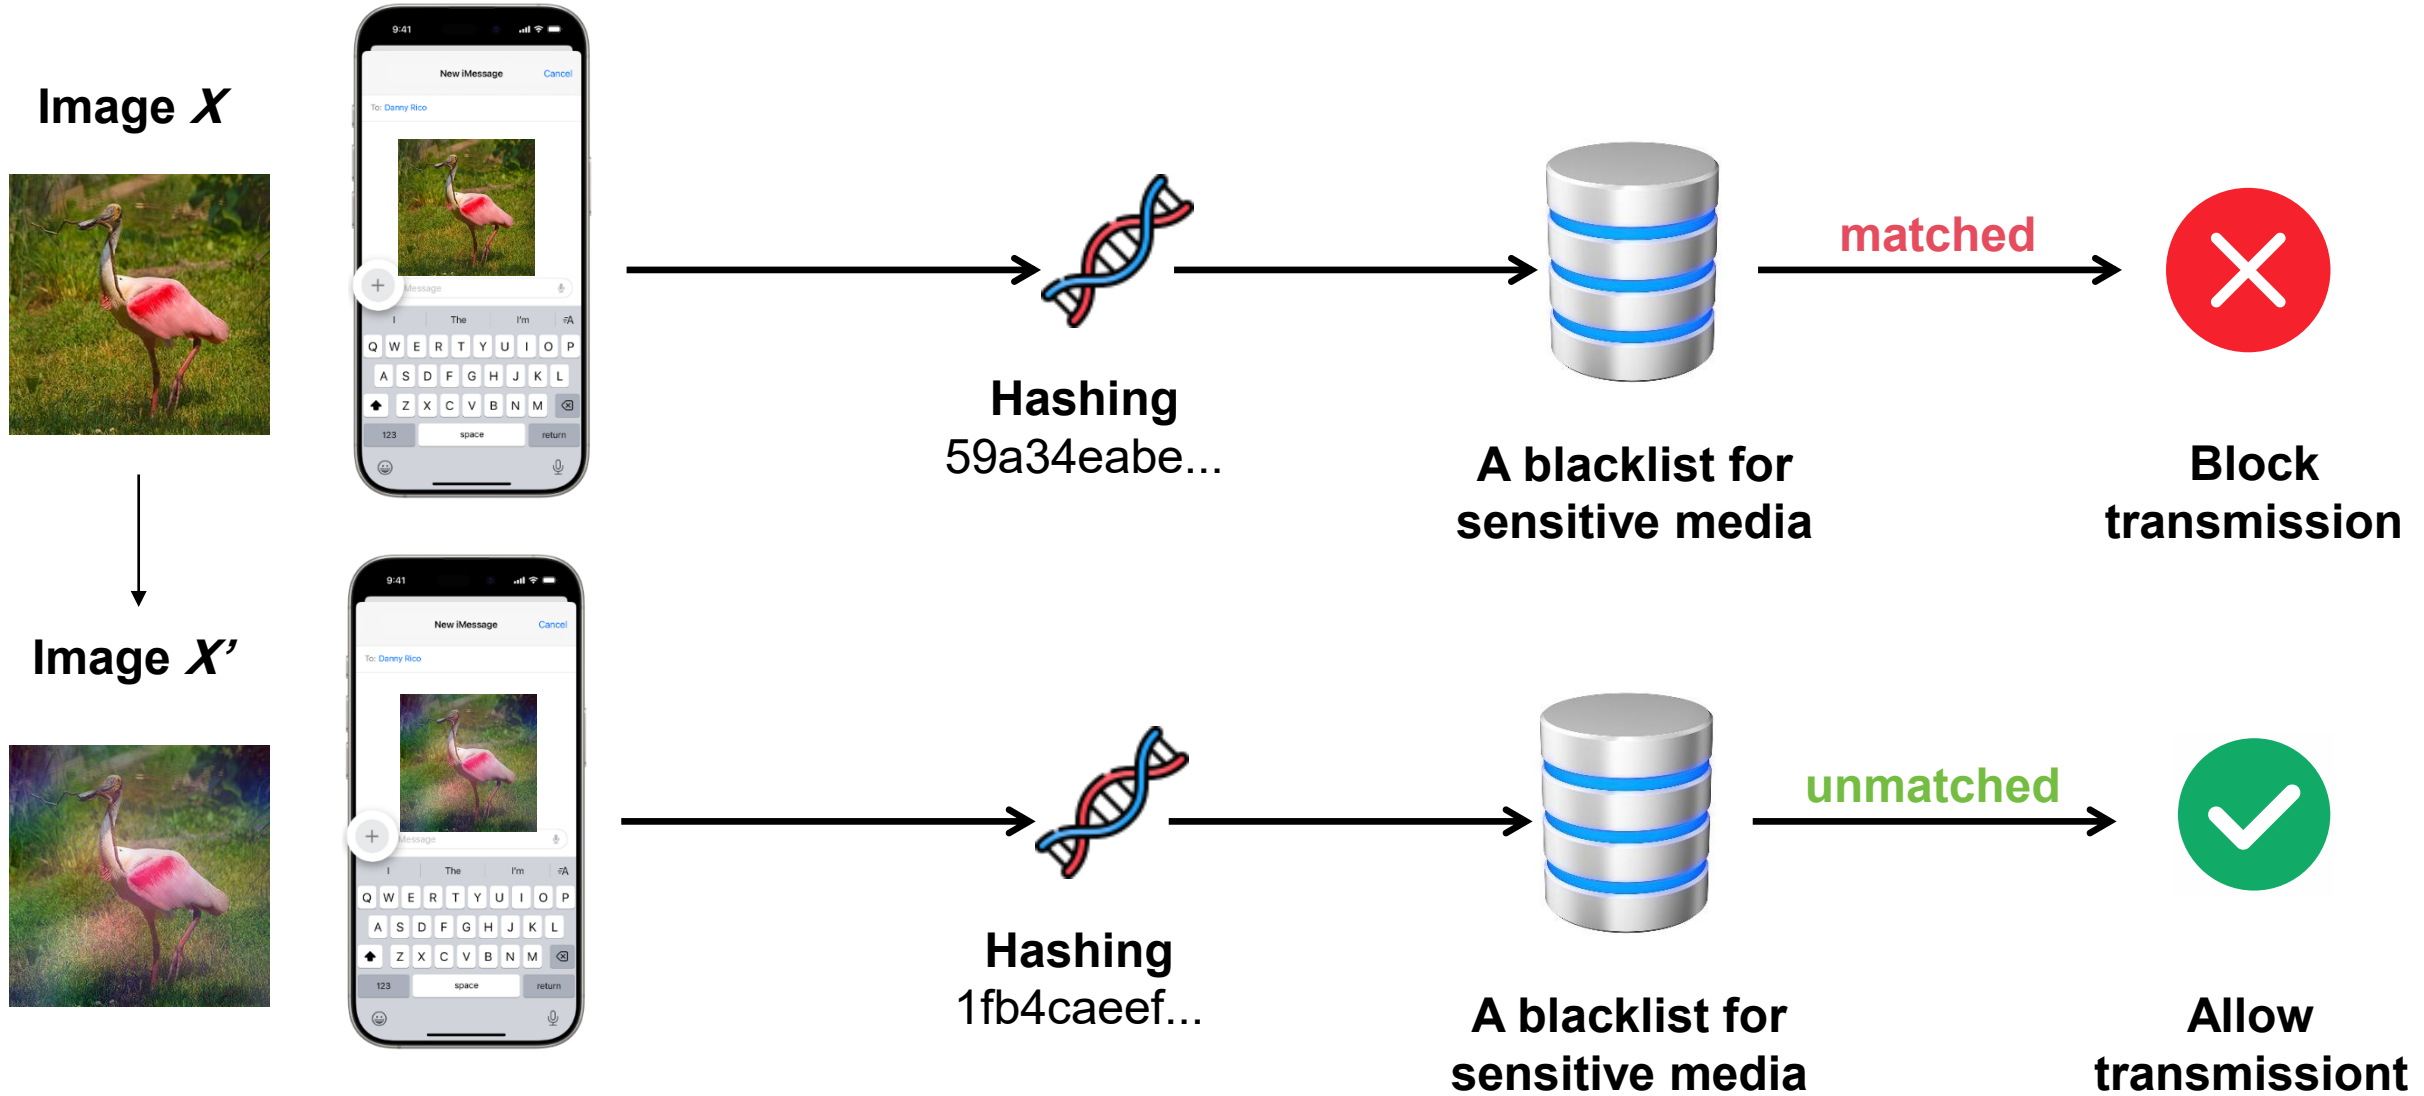 Image X
9:41
New iMessage
Cancel
To: Danny Rico
Message
I The I'm
Q W E R T Y U I O P
A S D F G H J K L
Z X C V B N M
123 space return
Hashing
59a34eabe...
A blacklist for
sensitive media
matched
Block
transmission
Image X’
9:41
New iMessage
Cancel
To: Danny Rico
Message
I The I'm
Q W E R T Y U I O P
A S D F G H J K L
Z X C V B N M
123 space return
Hashing
1fb4caeef...
A blacklist for
sensitive media
unmatched
Allow
transmissiont